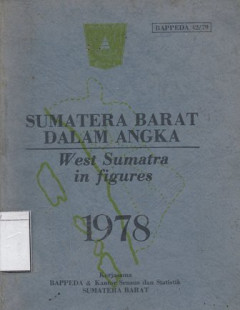 BAPPEDA 12/79
SUMATERA BARAT
DALAM ANGKA
West Sumatra
in figures
1978
Kerjasama
BAPPEDA & Kantor Sensus dan Statistik
SUMATERA BARAT